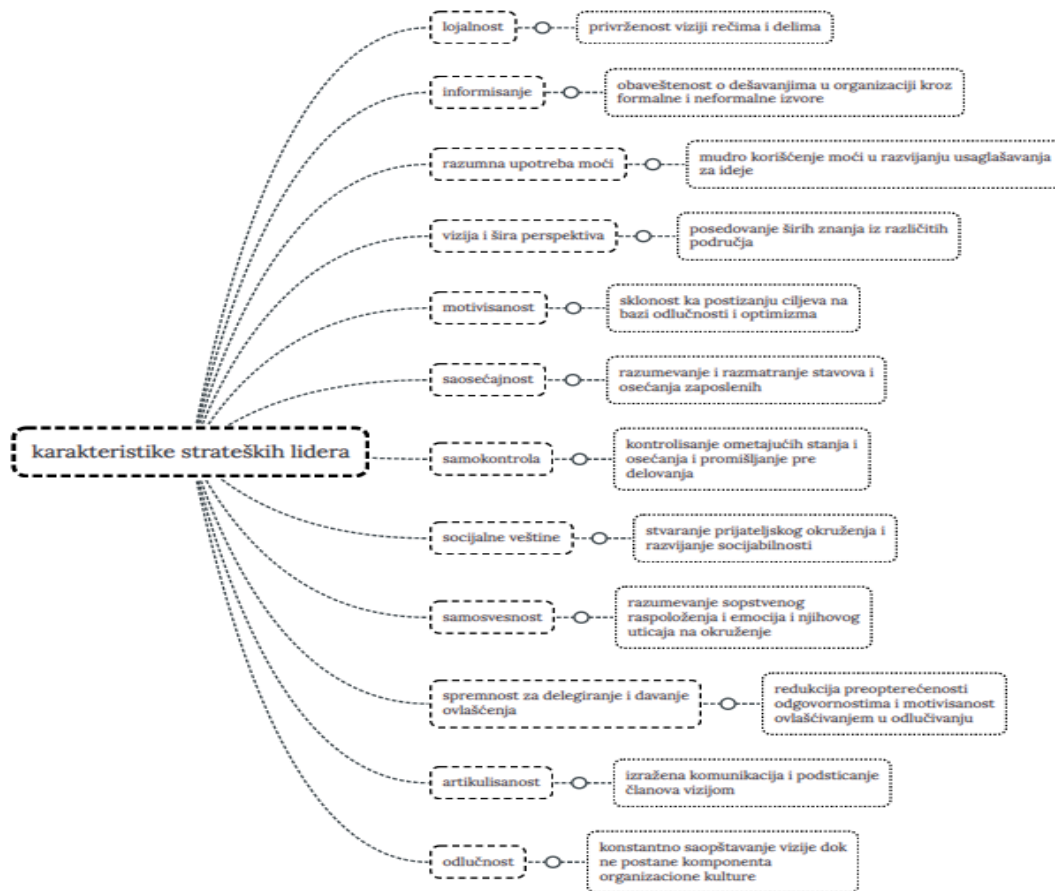 lojalnost
privrženost viziji rečima i delima
informisanje
obaveštenost o dešavanjima u organizaciji kroz
formalne i neformalne izvore
razumna upotreba moći
mudro korišćenje moći u razvijanju usaglašavanja
za ideje
vizija i šira perspektiva
posedovanje širih znanja iz različitih
područja
motivisanost
sklonost ka postizanju ciljeva na
bazi odlučnosti i optimizma
saosećajnost
razumevanje i razmatranje stavova i
osećanja zaposlenih
karakteristike strateških lidera
samokontrola
kontrolisanje ometajućih stanja i
osećanja i promišljanje pre
delovanja
socijalne veštine
stvaranje prijateljskog okruženja i
razvijanje socijabilnosti
samosvesnost
razumevanje sopstvenog
raspoloženja i emocija i njihovog
uticaja na okruženje
spremnost za delegiranje i davanje
ovlašćenja
redukcija preopterećenosti
odgovornostima i motivisanost
ovlašćivanjem u odlučivanju
artikulisanost
izražena komunikacija i podsticanje
članova vizijom
odlučnost
konstantno saopštavanje vizije dok
ne postane komponenta
organizacione kulture